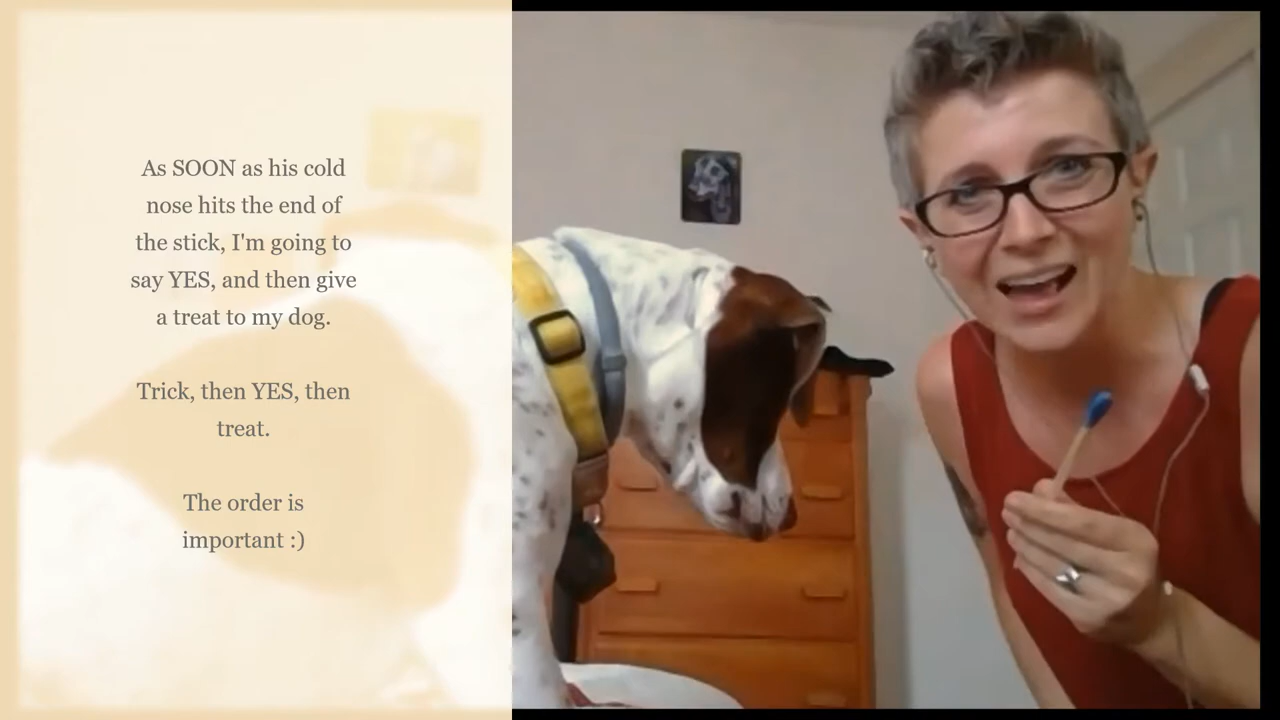 As SOON as his cold
nose hits the end of
the stick, I'm going to
say YES, and then give
a treat to my dog.
Trick, then YES, then
treat.
The order is
important :)